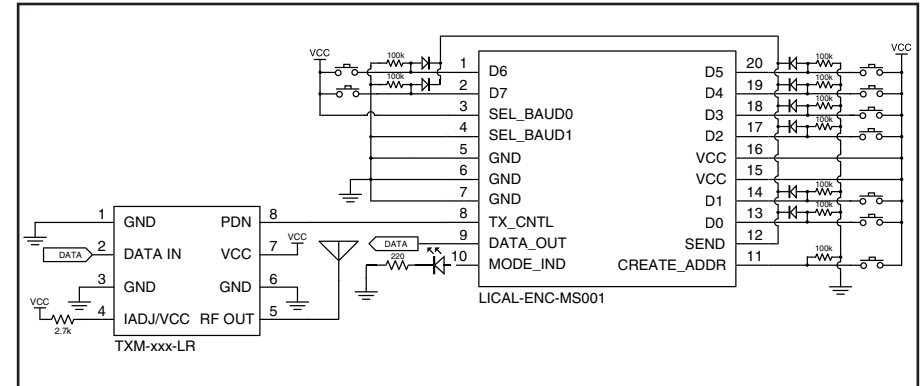 VCC
100k
100k
1 D6
2 D7
3 SEL_BAUD0
4 SEL_BAUD1
5 GND
6 GND
7 GND
8 TX_CNTL
9 DATA_OUT
10 MODE_IND
DATA
220
D5 20
D4 19
D3 18
D2 17
VCC 16
VCC 15
D1 14
D0 13
SEND 12
CREATE_ADDR 11
LICAL-ENC-MS001
100k
100k
100k
100k
100k
100k
100k
VCC
1 GND
DATA 2 DATA IN
3 GND
VCC
2.7k
4 IADJ/VCC
PDN 8
VCC 7 VCC
GND 6
RF OUT 5
TXM-xxx-LR